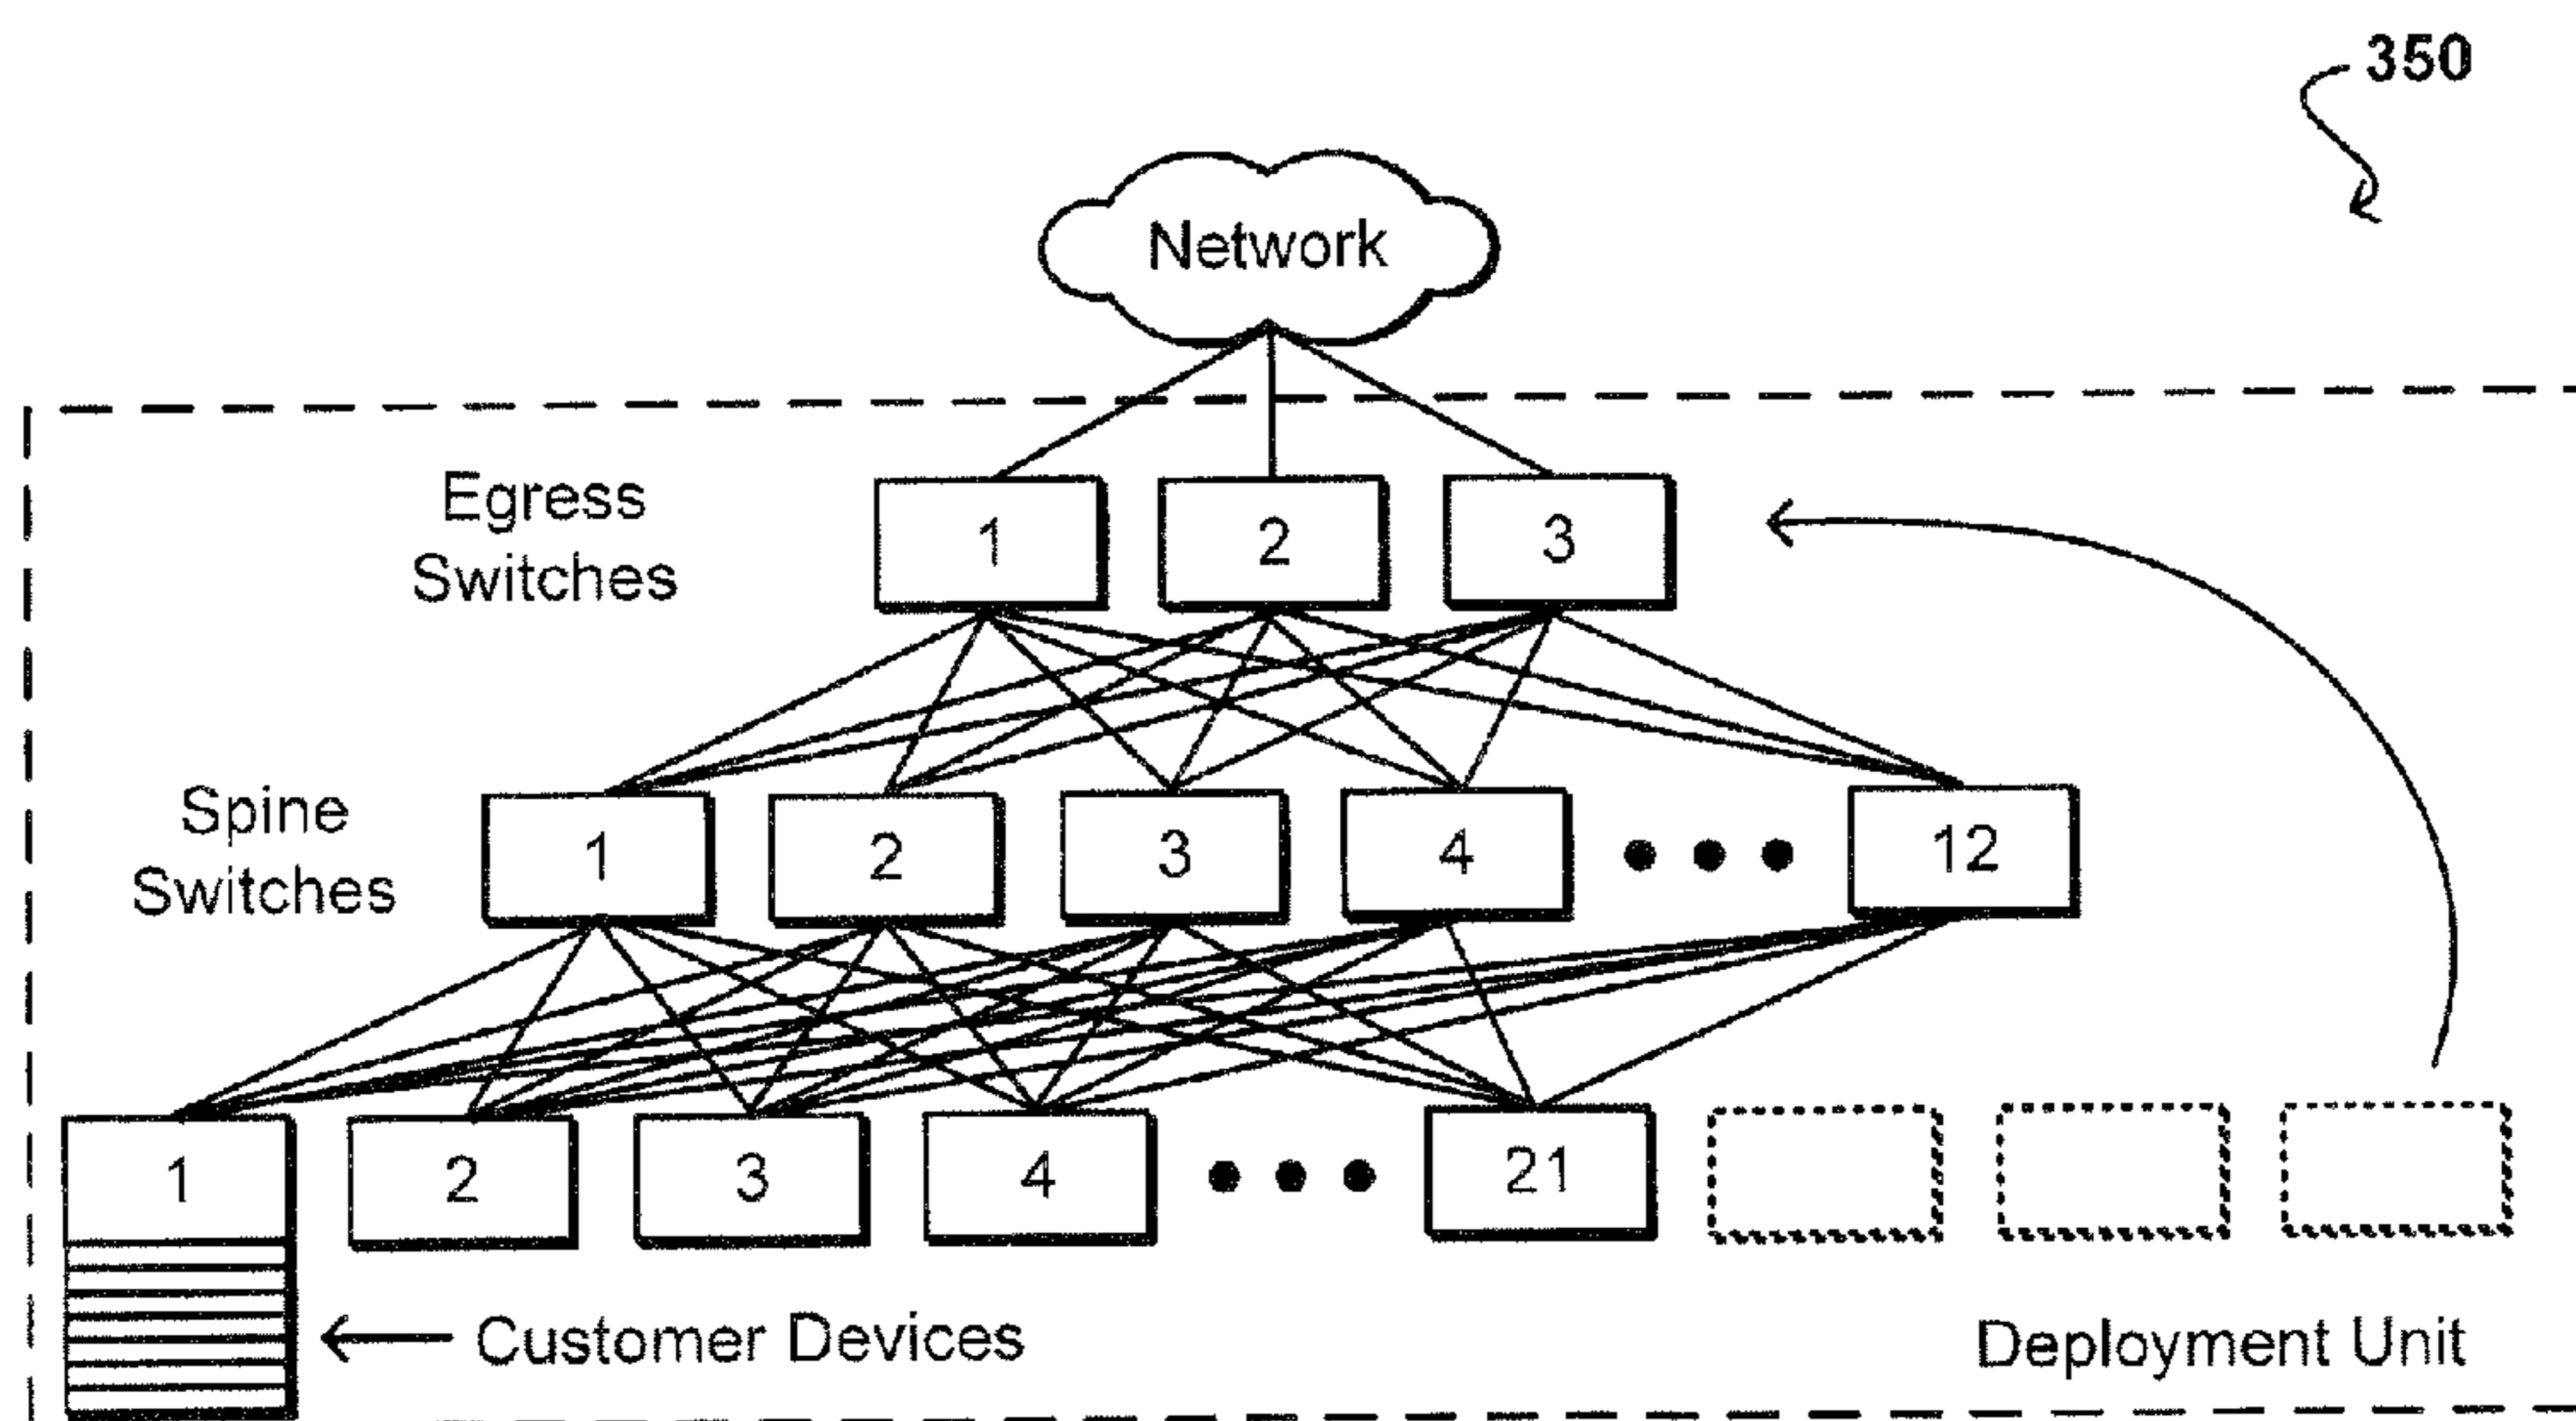 350
Network
Egress
Switches
1 2 3
Spine
Switches
1 2 3 4 12
1 2 3 4 21
Customer Devices
Deployment Unit